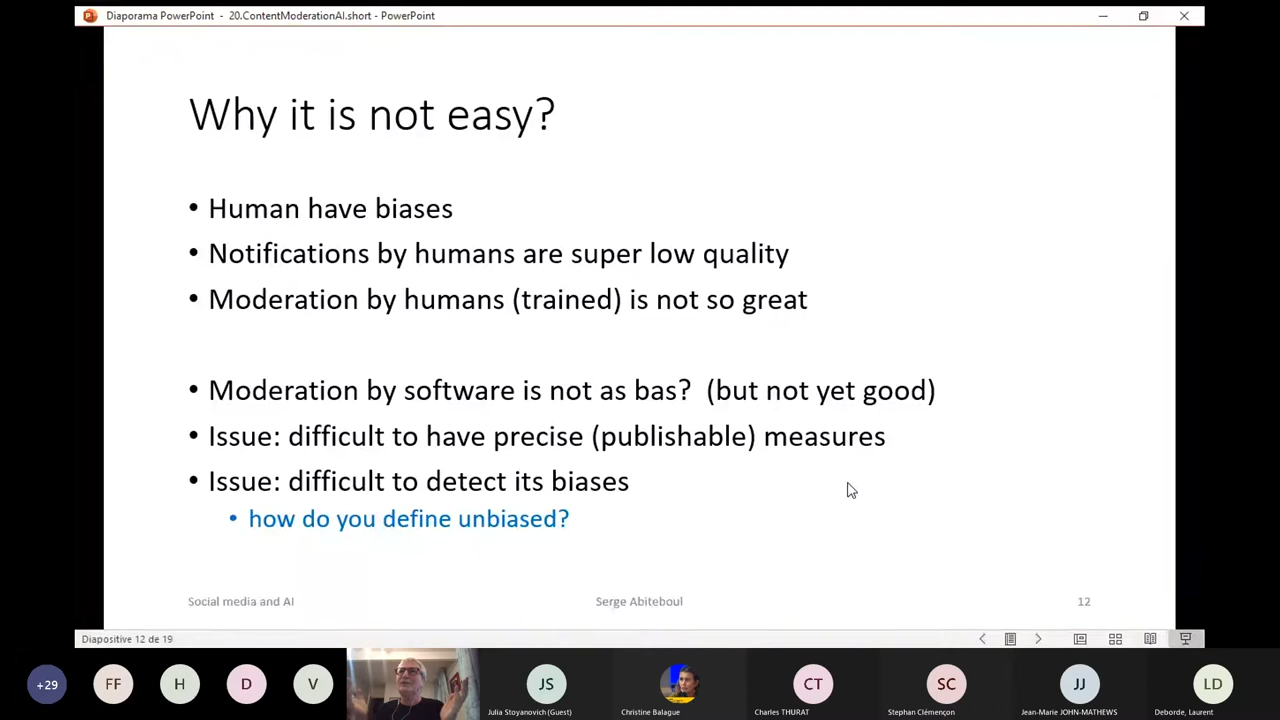 Diaporama PowerPoint - 20.ContentModerationAI.short - PowerPoint
Why it is not easy?
• Human have biases
• Notifications by humans are super low quality
• Moderation by humans (trained) is not so great
• Moderation by software is not as bas? (but not yet good)
• Issue: difficult to have precise (publishable) measures
• Issue: difficult to detect its biases
• how do you define unbiased?
Social media and AI
Serge Abiteboul
12
Diapositive 12 de 19
+29
FF
H
D
V
JS
CT
SC
JJ
LD
Julia Stoyanovich (Guest)
Christine Balague
Charles THURAT
Stephan Clémençon
Jean-Marie JOHN-MATHEWS
Deborde, Laurent